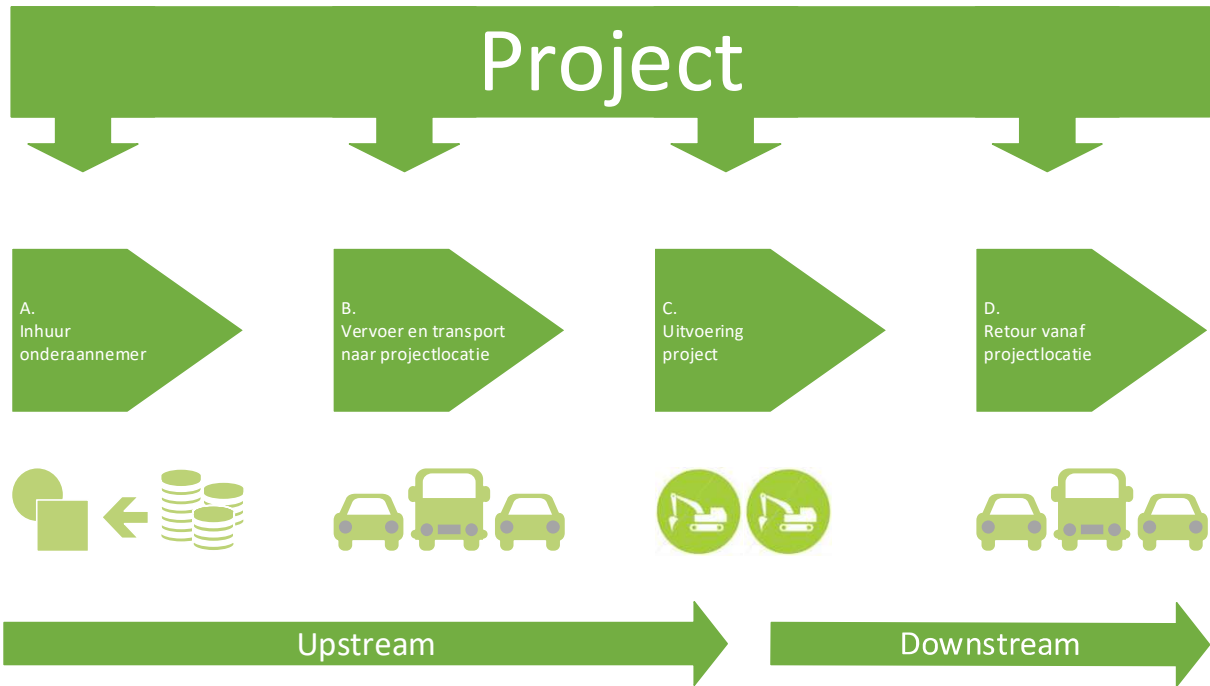 Project
A.
Inhuur
onderaannemer
B.
Vervoer en transport
naar projectlocatie
C.
Uitvoering
project
D.
Retour vanaf
projectlocatie
Upstream
Downstream